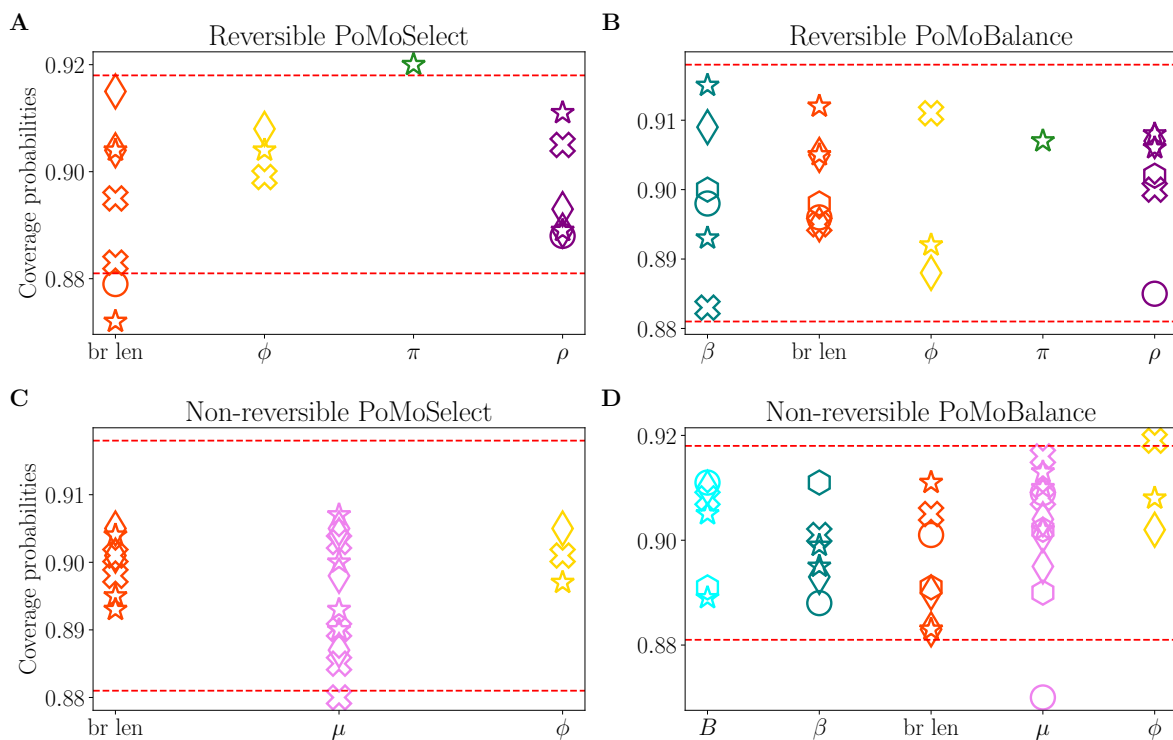 A
Reversible PoMoSelect
Coverage probabilities
0.92
0.90
0.88
br len
ϕ
π
ρ
B
Reversible PoMoBalance
0.91
0.90
0.89
0.88
β
br len
ϕ
π
ρ
C
Non-reversible PoMoSelect
Coverage probabilities
0.91
0.90
0.89
0.88
br len
μ
ϕ
D
Non-reversible PoMoBalance
0.92
0.90
0.88
B
β
br len
μ
ϕ